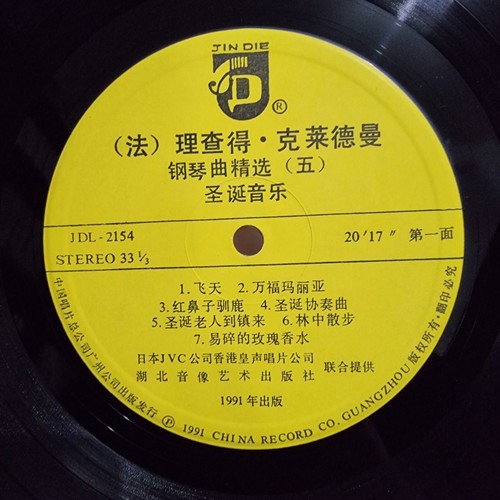 JIN DIE
®
（法）理查得·克莱德曼
钢琴曲精选（五）
圣诞音乐
JDL-2154
20′17″ 第一面
STEREO 33 1/3
1.飞天 2.万福玛丽亚
3.红鼻子驯鹿 4.圣诞协奏曲
5.圣诞老人到镇来 6.林中散步
7.易碎的玫瑰香水
日本JVC公司香港皇声唱片公司
湖北音像艺术出版社
联合提供
1991年出版
中国唱片总公司广州公司出版发行 Ⓟ 1991 CHINA RECORD CO. GUANGZHOU 版权所有·翻印必究